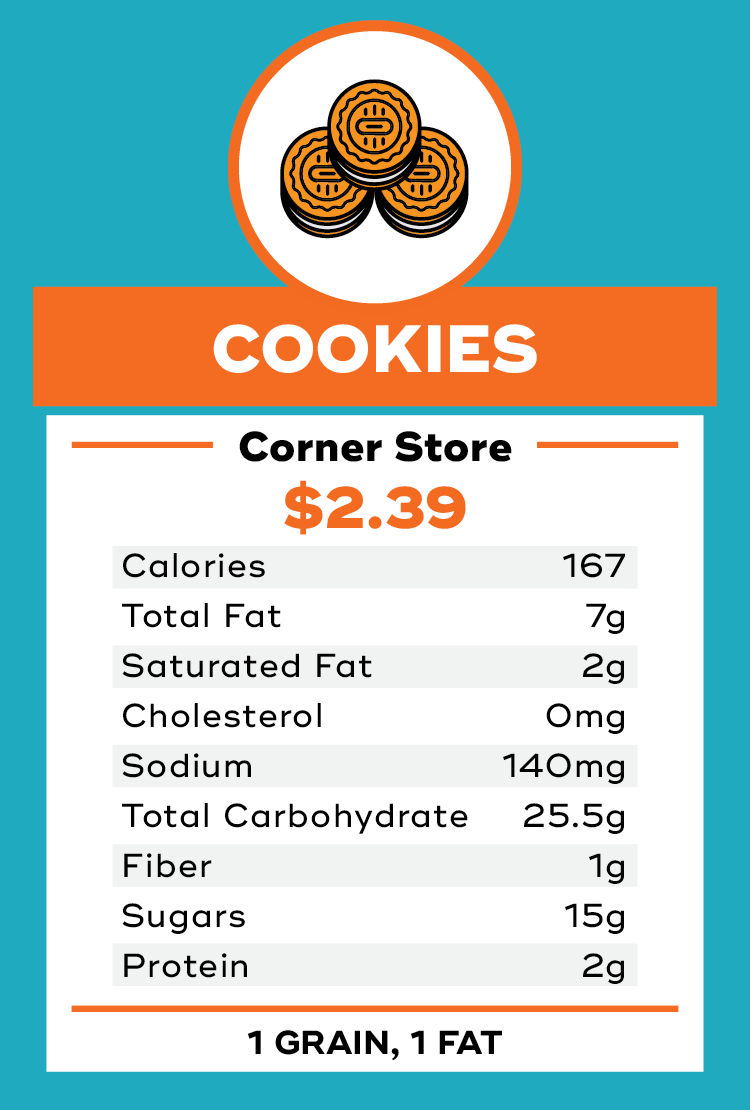 COOKIES
Corner Store
$2.39
Calories 167
Total Fat 7g
Saturated Fat 2g
Cholesterol 0mg
Sodium 140mg
Total Carbohydrate 25.5g
Fiber 1g
Sugars 15g
Protein 2g
1 GRAIN, 1 FAT